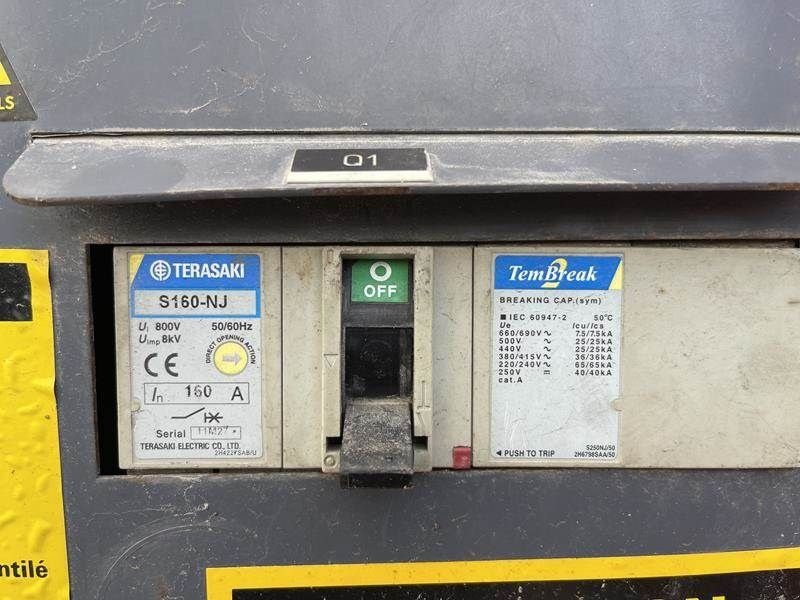 LS
Q1
TERASAKI
S160-NJ
Ui 800V 50/60Hz
Uimp 8kV
CE
DIRECT OPENING ACTION
In 160 A
Serial
TERASAKI ELECTRIC CO., LTD.
O
OFF
TemBreak 2
BREAKING CAP.(sym)
■ IEC 60947-2 50°C
Ue Icu/Ics
660/690V ~ 7.5/7.5kA
500V ~ 25/25kA
440V ~ 25/25kA
380/415V ~ 36/36kA
220/240V ~ 65/65kA
250V ⎓ 40/40kA
cat.A
S250NJ/50
◄ PUSH TO TRIP 2H6798SAA/50
ntilé